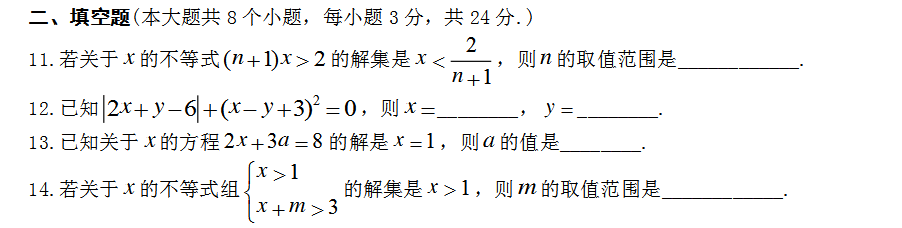 二、填空题(本大题共 8 个小题，每小题 3 分，共 24 分.)
11.若关于 x 的不等式 (n+1)x>2 的解集是 x<\frac{2}{n+1}，则 n 的取值范围是____________.
12.已知|2x+y-6|+(x-y+3)^2=0，则 x=________，y=________.
13.已知关于 x 的方程 2x+3a=8 的解是 x=1，则 a 的值是________.
14.若关于 x 的不等式组 \begin{cases} x>1 \\ x+m>3 \end{cases} 的解集是 x>1，则 m 的取值范围是____________.